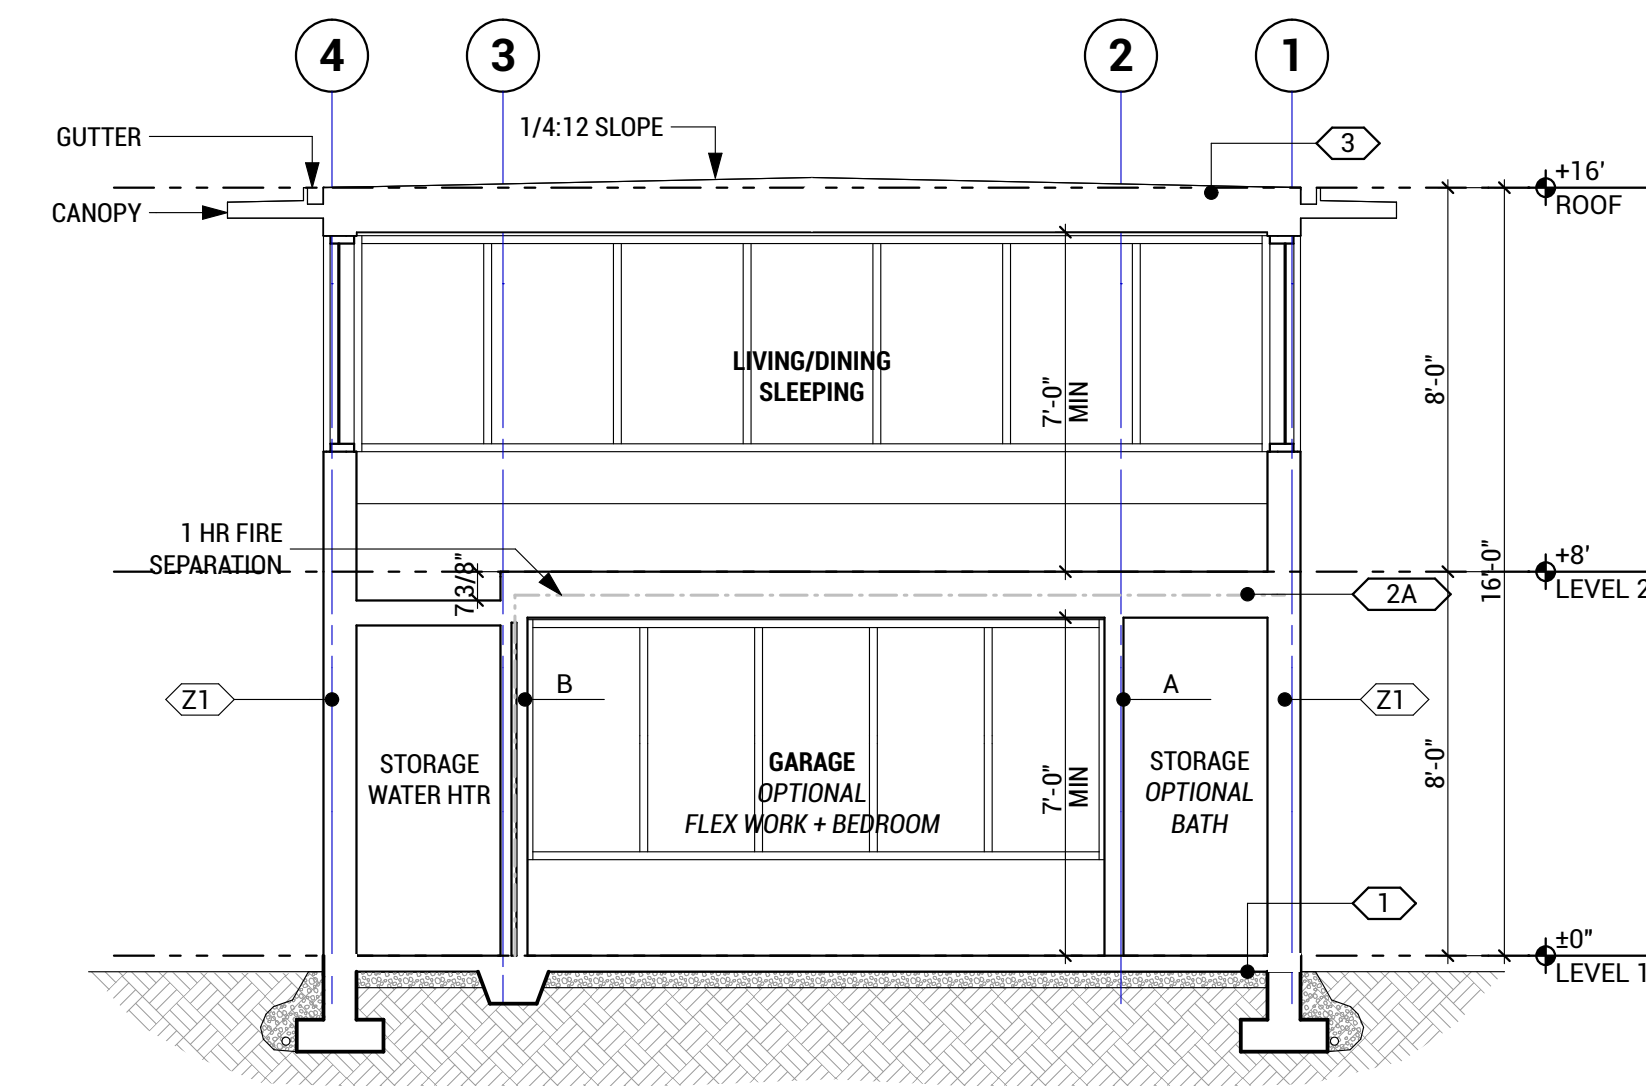 4
3
2
1
GUTTER
1/4:12 SLOPE
3
CANOPY
+16'
ROOF
LIVING/DINING
SLEEPING
7'-0"
MIN
8'-0"
1 HR FIRE
SEPARATION
7 3/8"
16'-0"
+8'
LEVEL 2
2A
Z1
B
A
Z1
STORAGE
WATER HTR
GARAGE
OPTIONAL
FLEX WORK + BEDROOM
7'-0"
MIN
STORAGE
OPTIONAL
BATH
8'-0"
1
±0"
LEVEL 1